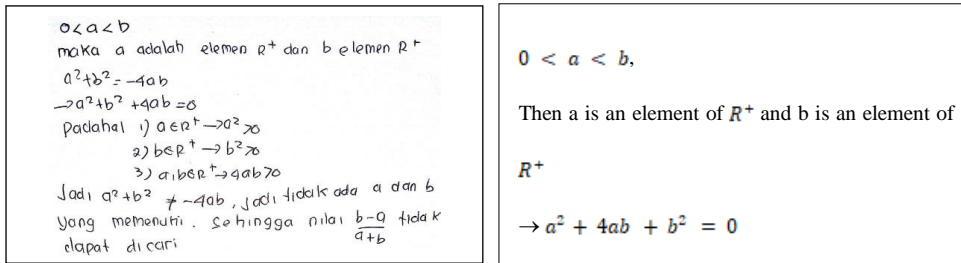 0<a<b
maka a adalah elemen R⁺ dan b elemen R⁺
a²+b² = -4ab
→a²+b² +4ab =0
Padahal 1) a∈R⁺ →a² >0
2) b∈R⁺ → b² >0
3) a,b∈R⁺→4ab>0
Jadi a²+b² ≠ -4ab, jadi tidak ada a dan b
yang memenuhi. Sehingga nilai (b-a)/(a+b) tidak
dapat dicari
0 < a < b,
Then a is an element of R⁺ and b is an element of
R⁺
→ a² + 4ab + b² = 0